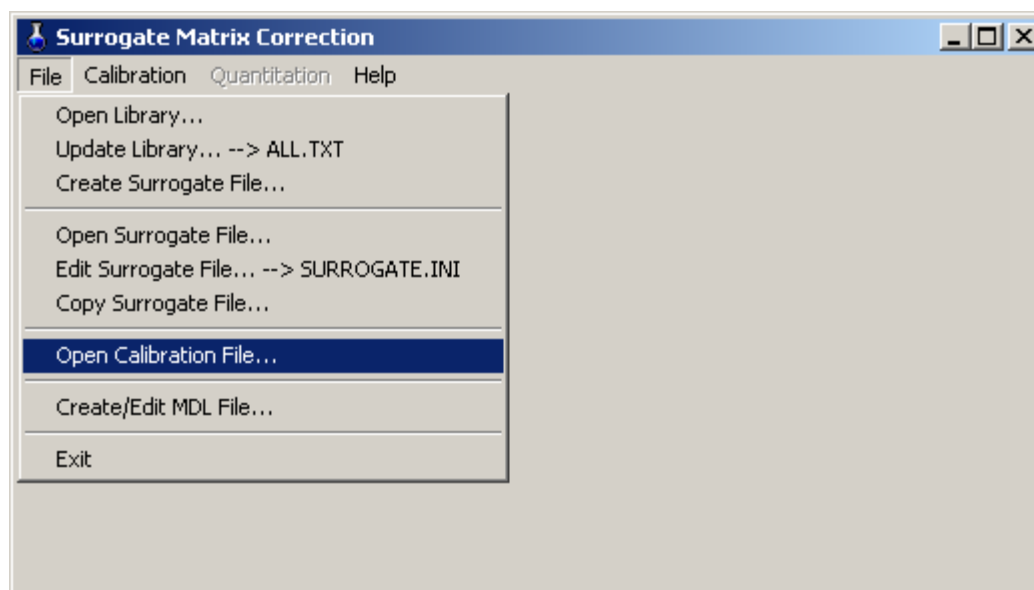 Surrogate Matrix Correction
File Calibration Quantitation Help
Open Library...
Update Library... --> ALL.TXT
Create Surrogate File...
Open Surrogate File...
Edit Surrogate File... --> SURROGATE.INI
Copy Surrogate File...
Open Calibration File...
Create/Edit MDL File...
Exit